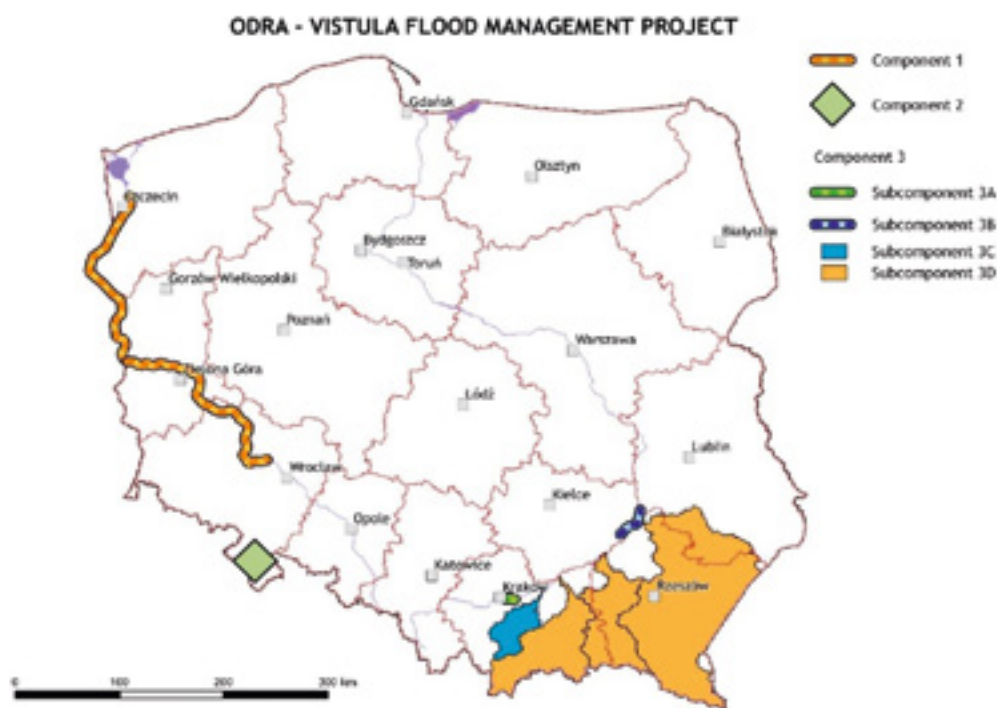 ODRA - VISTULA FLOOD MANAGEMENT PROJECT
Component 1
Component 2
Component 3
Subcomponent 3A
Subcomponent 3B
Subcomponent 3C
Subcomponent 3D
Gdańsk
Olsztyn
Szczecin
Białystok
Bydgoszcz
Toruń
Gorzów Wielkopolski
Poznań
Warszawa
Zielona Góra
Łódź
Lublin
Wrocław
Kielce
Opole
Katowice
Kraków
Rzeszów
0 100 200 300 km